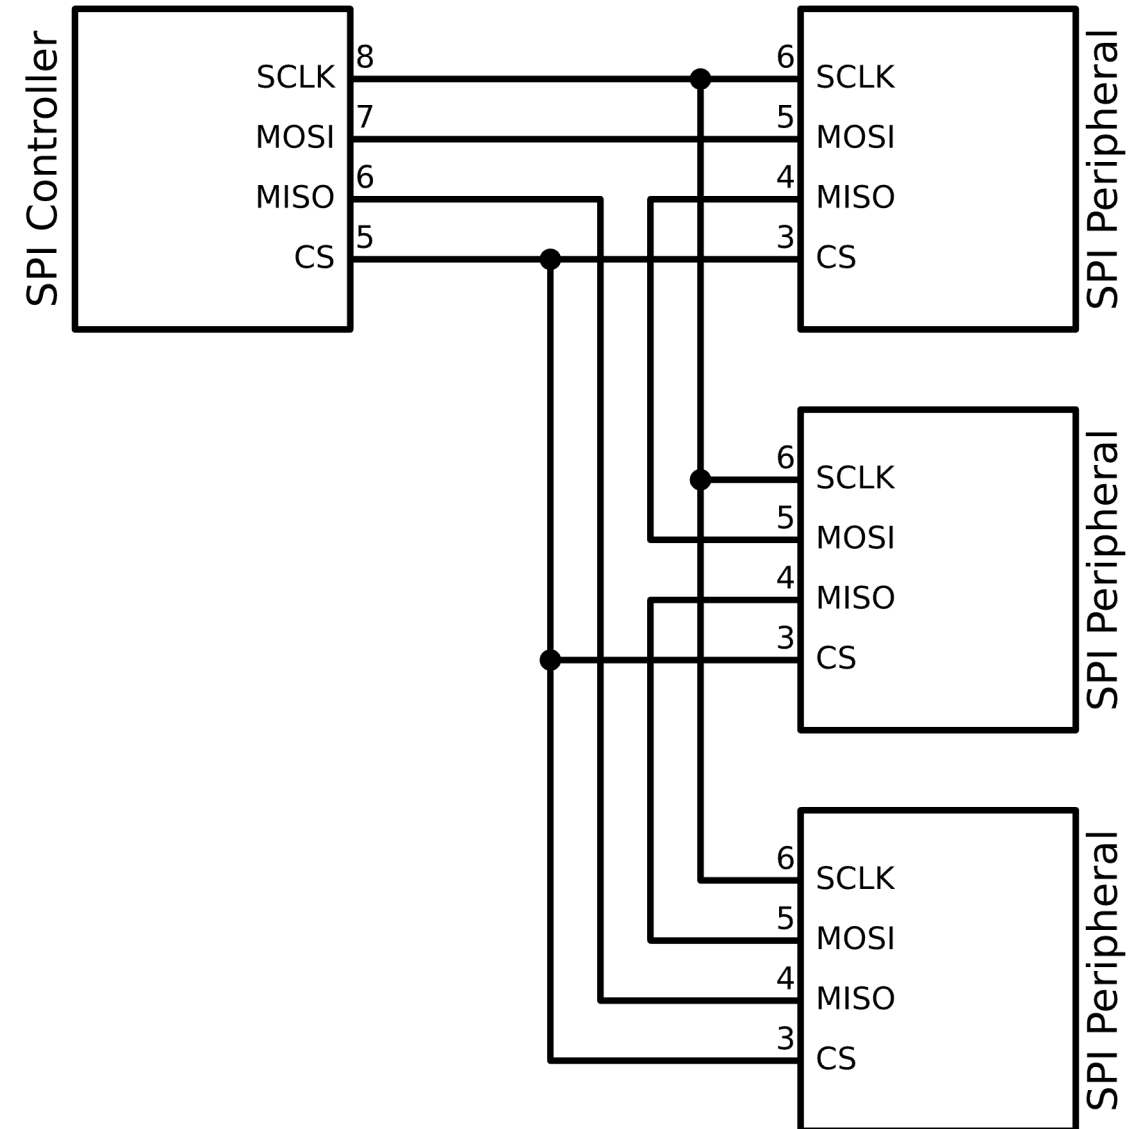 SPI Controller
SCLK 8
MOSI 7
MISO 6
CS 5
6 SCLK
5 MOSI
4 MISO
3 CS
SPI Peripheral
6 SCLK
5 MOSI
4 MISO
3 CS
SPI Peripheral
6 SCLK
5 MOSI
4 MISO
3 CS
SPI Peripheral